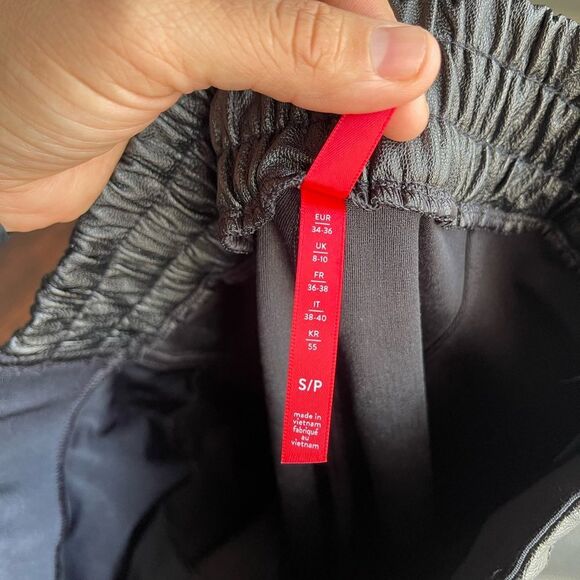 EUR
34-36
UK
8-10
FR
36-38
IT
38-40
KR
55
S/P
made in
vietnam
fabriqué
au
vietnam